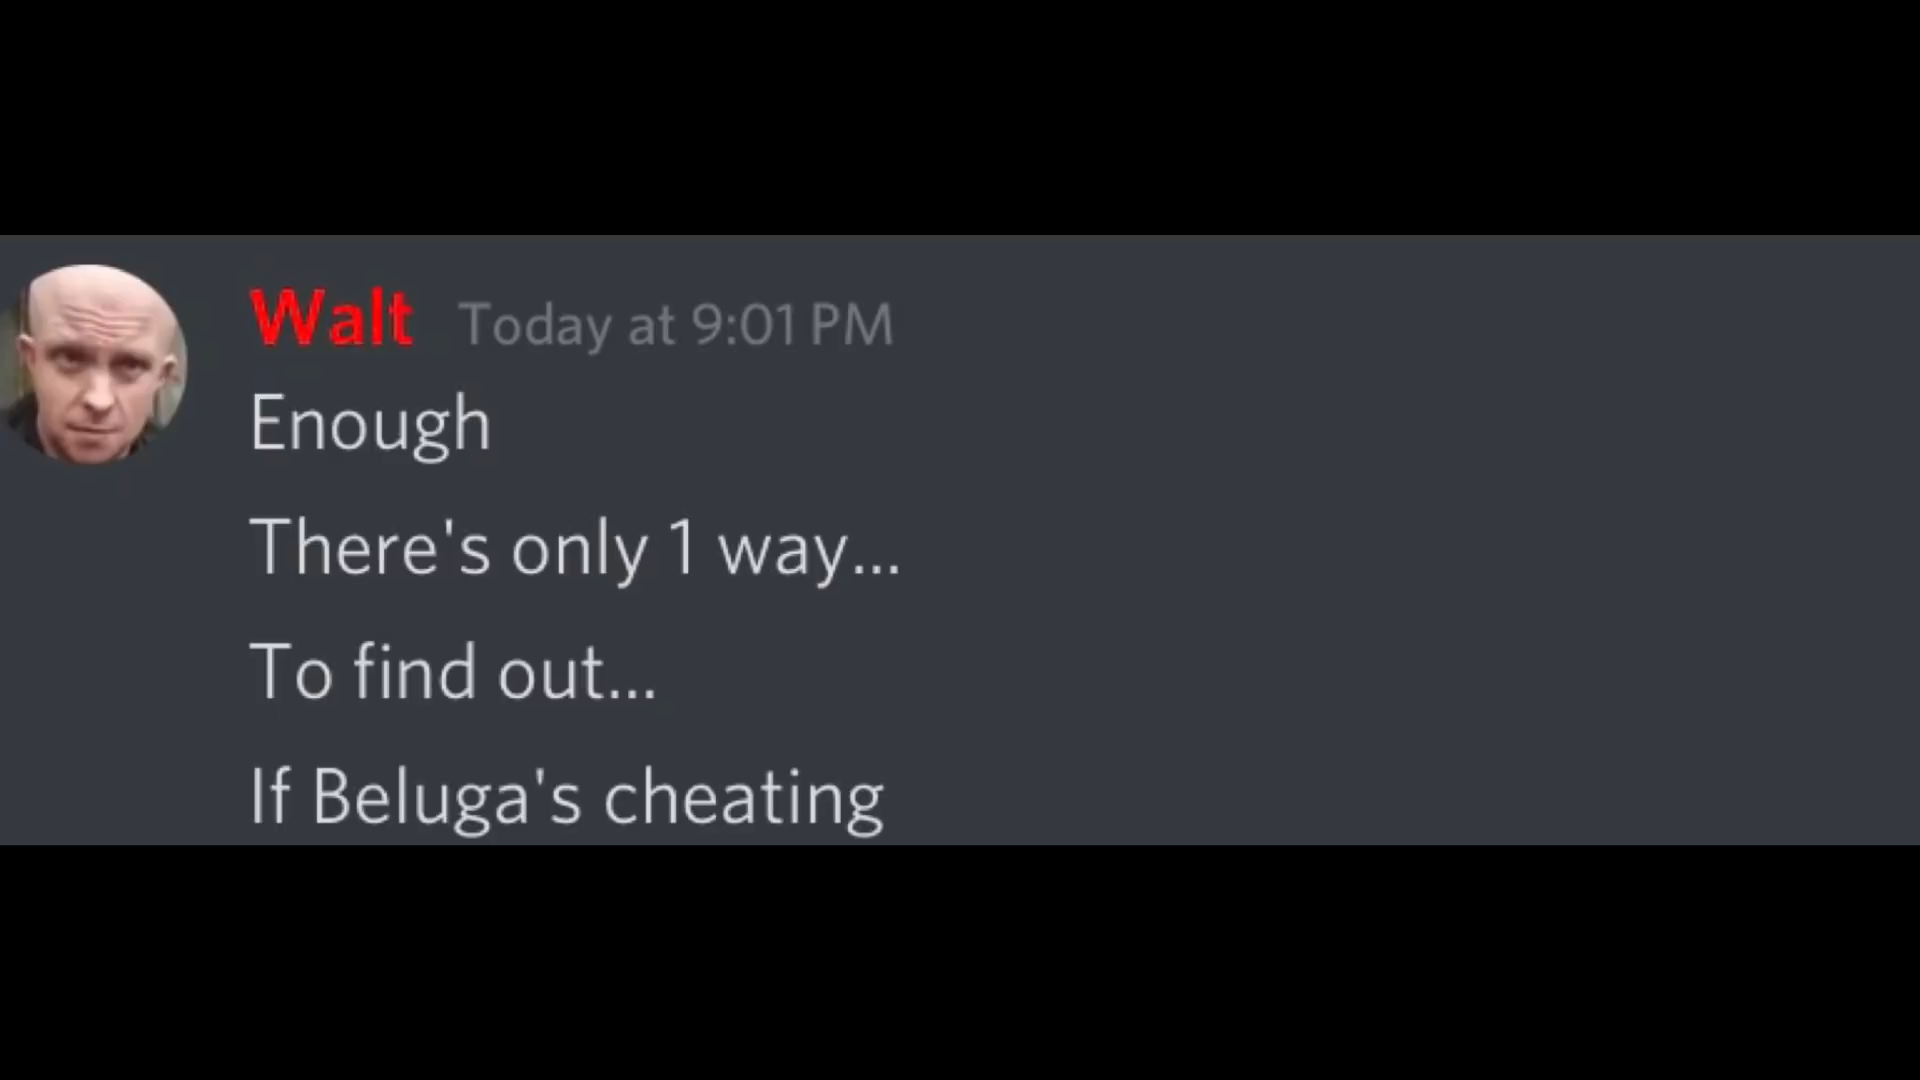 Walt Today at 9:01 PM
Enough
There's only 1 way...
To find out...
If Beluga's cheating